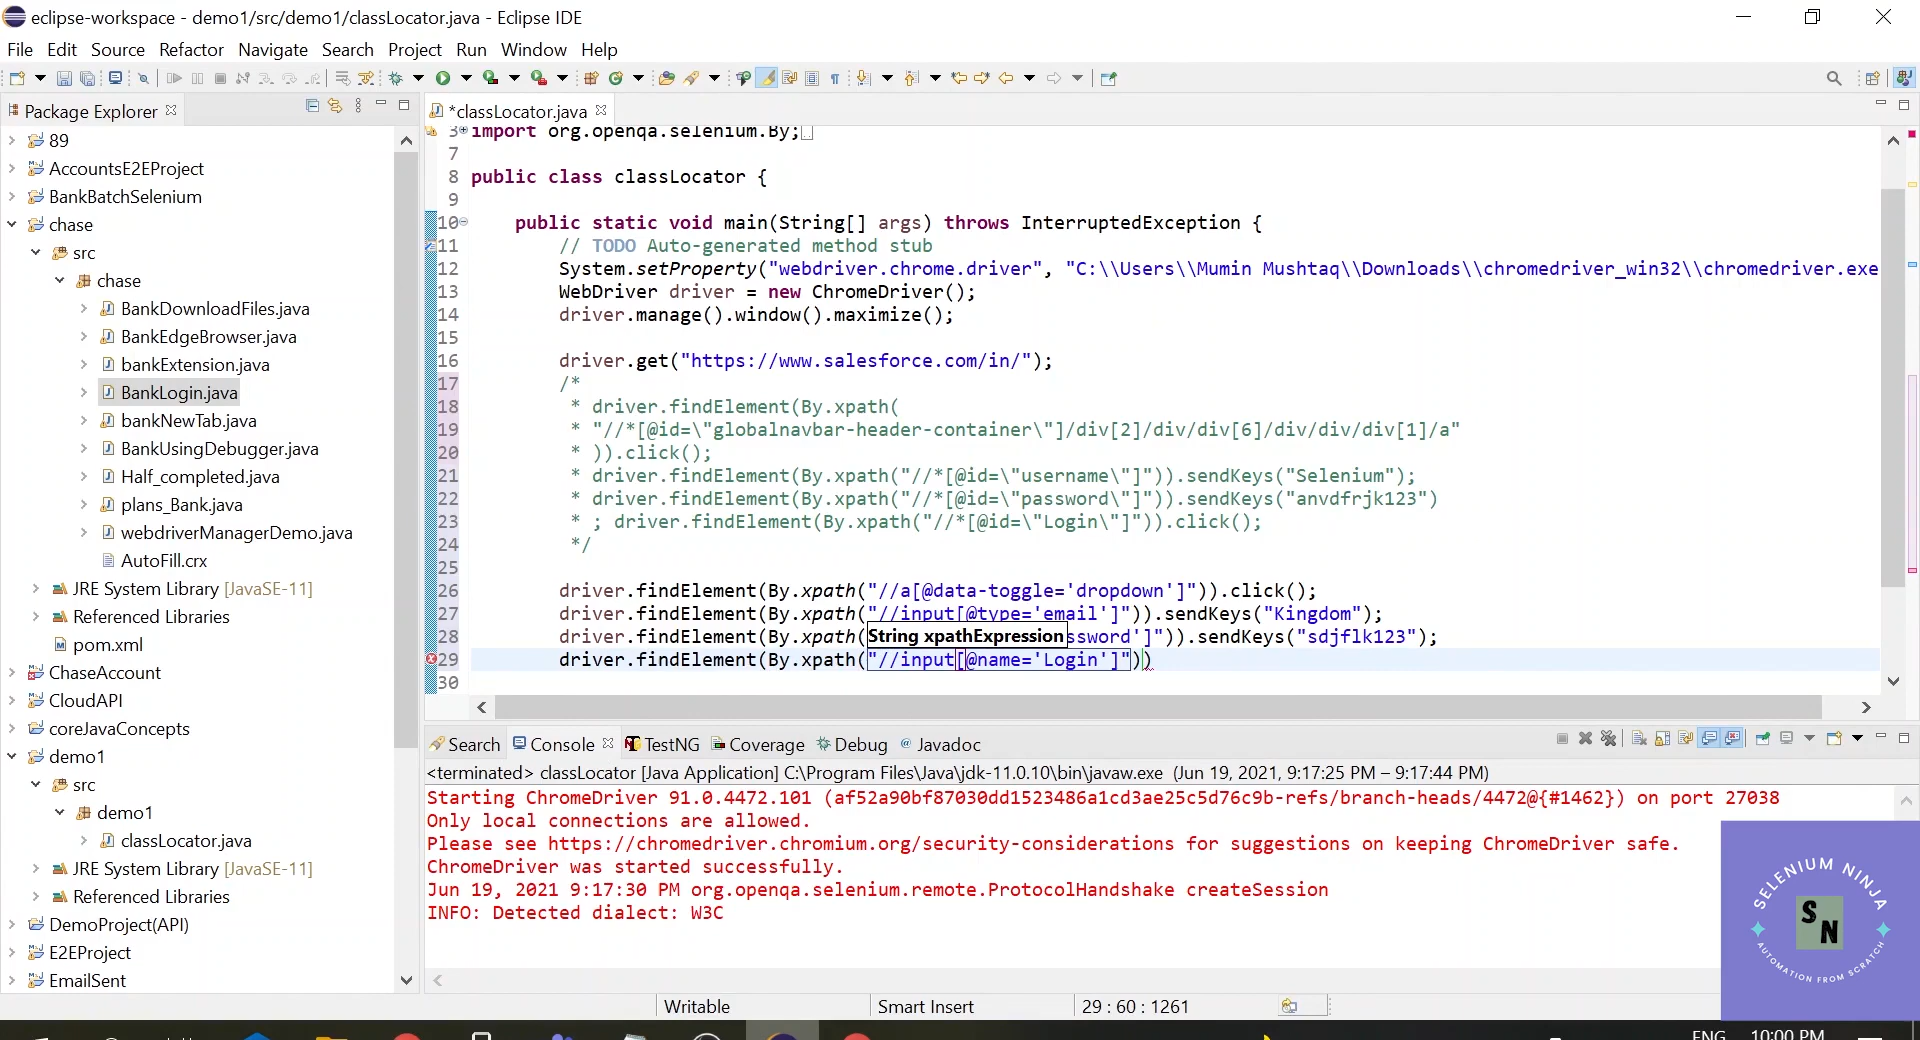 eclipse-workspace - demo1/src/demo1/classLocator.java - Eclipse IDE
File Edit Source Refactor Navigate Search Project Run Window Help
Package Explorer
*classLocator.java
89
AccountsE2EProject
BankBatchSelenium
chase
src
chase
BankDownloadFiles.java
BankEdgeBrowser.java
bankExtension.java
BankLogin.java
bankNewTab.java
BankUsingDebugger.java
Half_completed.java
plans_Bank.java
webdriverManagerDemo.java
AutoFill.crx
JRE System Library [JavaSE-11]
Referenced Libraries
pom.xml
ChaseAccount
CloudAPI
coreJavaConcepts
demo1
src
demo1
classLocator.java
JRE System Library [JavaSE-11]
Referenced Libraries
DemoProject(API)
E2EProject
EmailSent
3 import org.openqa.selenium.By;
7
8 public class classLocator {
9
10 public static void main(String[] args) throws InterruptedException {
11 // TODO Auto-generated method stub
12 System.setProperty("webdriver.chrome.driver", "C:\\Users\\Mumin Mushtaq\\Downloads\\chromedriver_win32\\chromedriver.exe
13 WebDriver driver = new ChromeDriver();
14 driver.manage().window().maximize();
15
16 driver.get("https://www.salesforce.com/in/");
17 /*
18 * driver.findElement(By.xpath(
19 * "//*[@id=\"globalnavbar-header-container\"]/div[2]/div/div[6]/div/div/div[1]/a"
20 * )).click();
21 * driver.findElement(By.xpath("//*[@id=\"username\"]")).sendKeys("Selenium");
22 * driver.findElement(By.xpath("//*[@id=\"password\"]")).sendKeys("anvdfrjk123")
23 * ; driver.findElement(By.xpath("//*[@id=\"Login\"]")).click();
24 */
25
26 driver.findElement(By.xpath("//a[@data-toggle='dropdown']")).click();
27 driver.findElement(By.xpath("//input[@type='email']")).sendKeys("Kingdom");
28 driver.findElement(By.xpath(String xpathExpression ssword']")).sendKeys("sdjflk123");
29 driver.findElement(By.xpath("//input[@name='Login']"))
30
Search Console TestNG Coverage Debug @ Javadoc
<terminated> classLocator [Java Application] C:\Program Files\Java\jdk-11.0.10\bin\javaw.exe (Jun 19, 2021, 9:17:25 PM – 9:17:44 PM)
Starting ChromeDriver 91.0.4472.101 (af52a90bf87030dd1523486a1cd3ae25c5d76c9b-refs/branch-heads/4472@{#1462}) on port 27038
Only local connections are allowed.
Please see https://chromedriver.chromium.org/security-considerations for suggestions on keeping ChromeDriver safe.
ChromeDriver was started successfully.
Jun 19, 2021 9:17:30 PM org.openqa.selenium.remote.ProtocolHandshake createSession
INFO: Detected dialect: W3C
SELENIUM NINJA
S N
AUTOMATION FROM SCRATCH
Writable Smart Insert 29 : 60 : 1261
ENG 10:00 PM